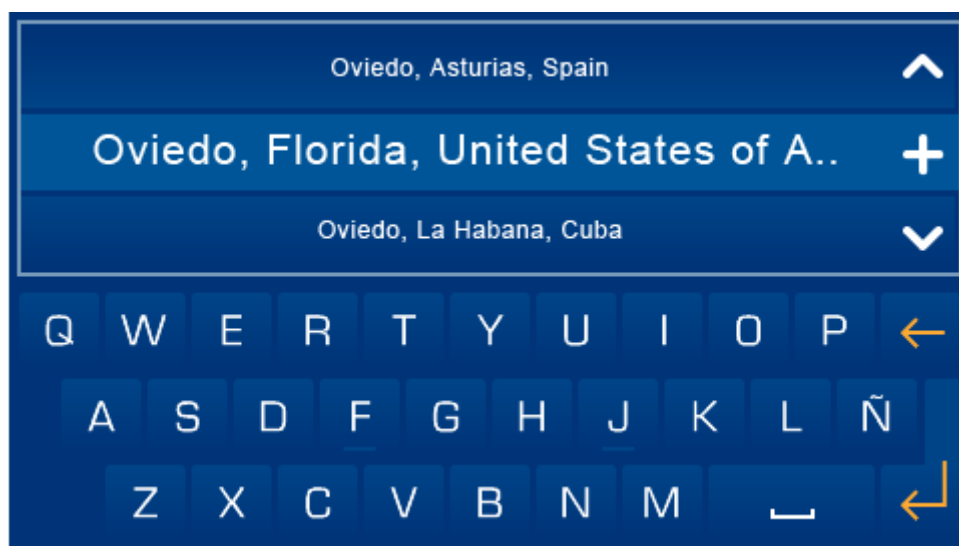 Oviedo, Asturias, Spain
Oviedo, Florida, United States of A..
Oviedo, La Habana, Cuba
Q W E R T Y U I O P
A S D F G H J K L Ñ
Z X C V B N M